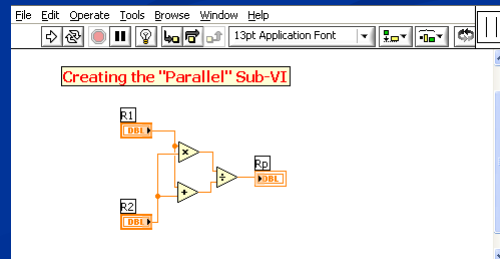 File Edit Operate Tools Browse Window Help
13pt Application Font
Creating the "Parallel" Sub-VI
R1
DBL
×
Rp
÷
DBL
+
R2
DBL